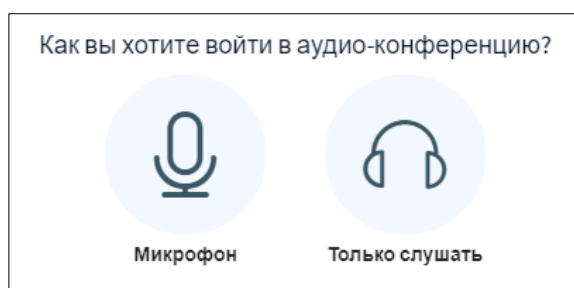 Как вы хотите войти в аудио-конференцию?
Микрофон
Только слушать